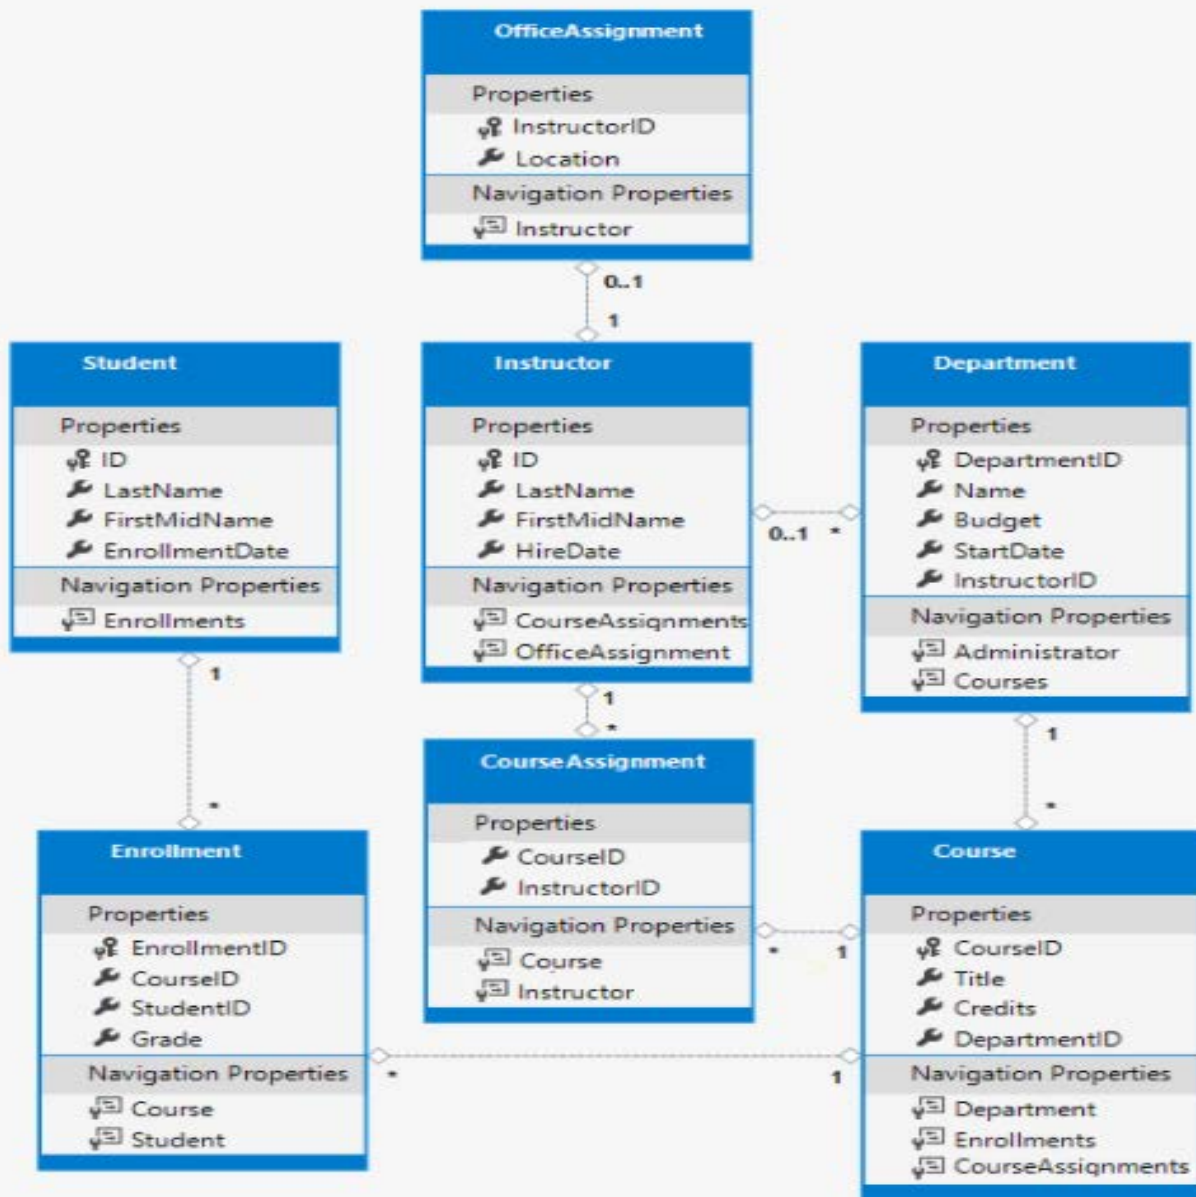 OfficeAssignment
Properties
InstructorID
Location
Navigation Properties
Instructor
0..1
1
Student
Properties
ID
LastName
FirstMidName
EnrollmentDate
Navigation Properties
Enrollments
1
*
Instructor
Properties
ID
LastName
FirstMidName
HireDate
Navigation Properties
CourseAssignments
OfficeAssignment
0..1 *
1
*
Department
Properties
DepartmentID
Name
Budget
StartDate
InstructorID
Navigation Properties
Administrator
Courses
1
*
Enrollment
Properties
EnrollmentID
CourseID
StudentID
Grade
Navigation Properties
Course
Student
* 1
CourseAssignment
Properties
CourseID
InstructorID
Navigation Properties
Course
Instructor
* 1
Course
Properties
CourseID
Title
Credits
DepartmentID
Navigation Properties
Department
Enrollments
CourseAssignments